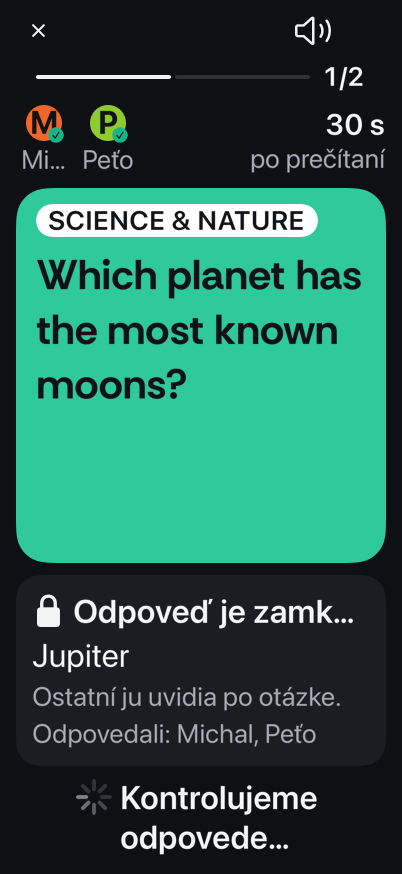 1/2
M P
Mi... Peťo
30 s
po prečítaní
SCIENCE & NATURE
Which planet has
the most known
moons?
Odpoveď je zamk...
Jupiter
Ostatní ju uvidia po otázke.
Odpovedali: Michal, Peťo
Kontrolujeme
odpovede...